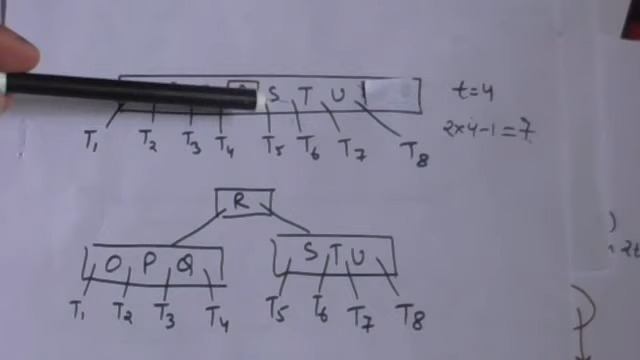 S T U
t=4
2×4-1=7
T1 T2 T3 T4 T5 T6 T7 T8
R
O P Q S T U
T1 T2 T3 T4 T5 T6 T7 T8